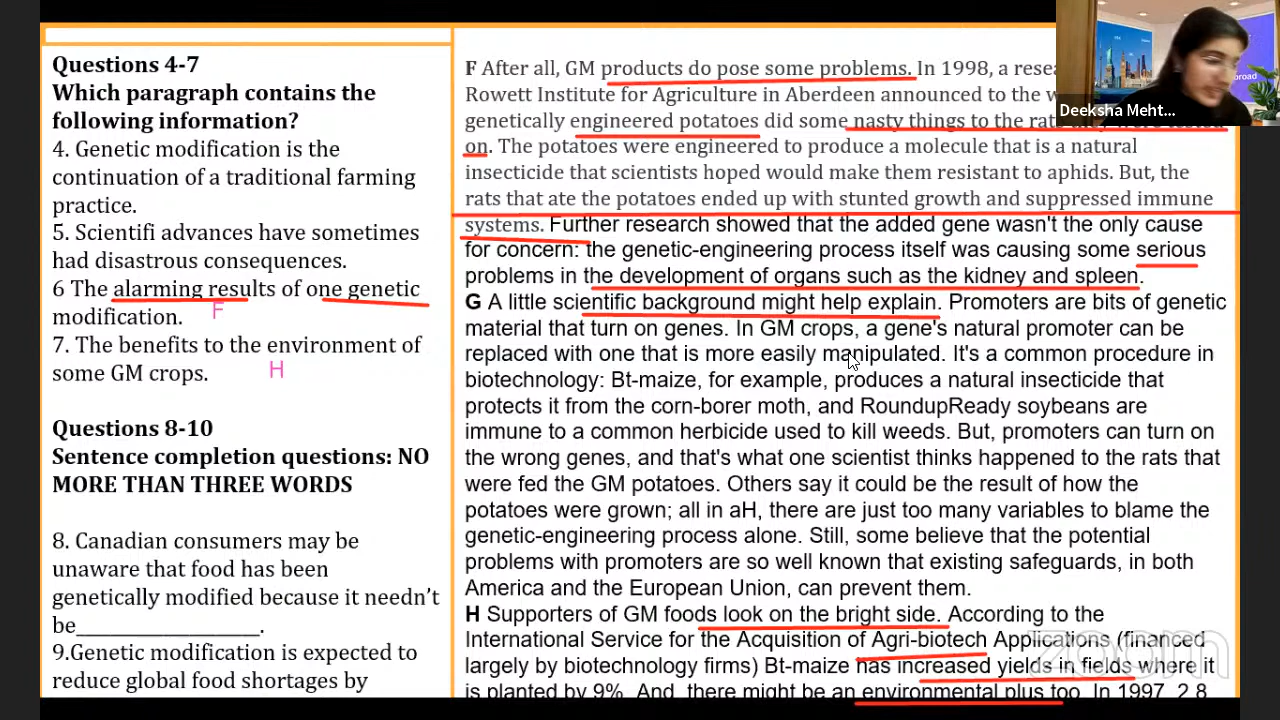 Questions 4-7
Which paragraph contains the
following information?
4. Genetic modification is the
continuation of a traditional farming
practice.
5. Scientifi advances have sometimes
had disastrous consequences.
6 The alarming results of one genetic
modification.
F
7. The benefits to the environment of
some GM crops.
H
Questions 8-10
Sentence completion questions: NO
MORE THAN THREE WORDS
8. Canadian consumers may be
unaware that food has been
genetically modified because it needn't
be__________________.
9.Genetic modification is expected to
reduce global food shortages by
F After all, GM products do pose some problems. In 1998, a
Rowett Institute for Agriculture in Aberdeen announced to the
genetically engineered potatoes did some nasty things to the rats
on. The potatoes were engineered to produce a molecule that is a natural
insecticide that scientists hoped would make them resistant to aphids. But, the
rats that ate the potatoes ended up with stunted growth and suppressed immune
systems. Further research showed that the added gene wasn't the only cause
for concern: the genetic-engineering process itself was causing some serious
problems in the development of organs such as the kidney and spleen.
G A little scientific background might help explain. Promoters are bits of genetic
material that turn on genes. In GM crops, a gene's natural promoter can be
replaced with one that is more easily manipulated. It's a common procedure in
biotechnology: Bt-maize, for example, produces a natural insecticide that
protects it from the corn-borer moth, and RoundupReady soybeans are
immune to a common herbicide used to kill weeds. But, promoters can turn on
the wrong genes, and that's what one scientist thinks happened to the rats that
were fed the GM potatoes. Others say it could be the result of how the
potatoes were grown; all in aH, there are just too many variables to blame the
genetic-engineering process alone. Still, some believe that the potential
problems with promoters are so well known that existing safeguards, in both
America and the European Union, can prevent them.
H Supporters of GM foods look on the bright side. According to the
International Service for the Acquisition of Agri-biotech Applications (financed
largely by biotechnology firms) Bt-maize has increased yields in fields where it
is planted by 9%. And, there might be an environmental plus too. In 1997, 2.8
Deeksha Meht...
zoom